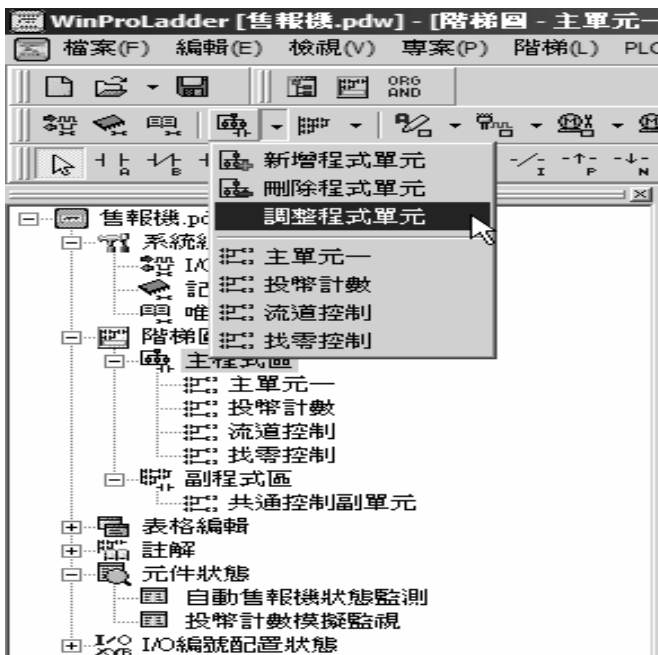 WinProLadder [售報機.pdw] - [階梯圖 - 主單元一
檔案(F) 編輯(E) 檢視(V) 專案(P) 階梯(L) PLC
ORG
AND
A B I P N
新增程式單元
刪除程式單元
調整程式單元
主單元一
投幣計數
流道控制
找零控制
售報機.pd
系統
I/O
記
唯
階梯圖
主程式區
主單元一
投幣計數
流道控制
找零控制
副程式區
共通控制副單元
表格編輯
註解
元件狀態
自動售報機狀態監測
投幣計數模擬監視
I/O編號配置狀態